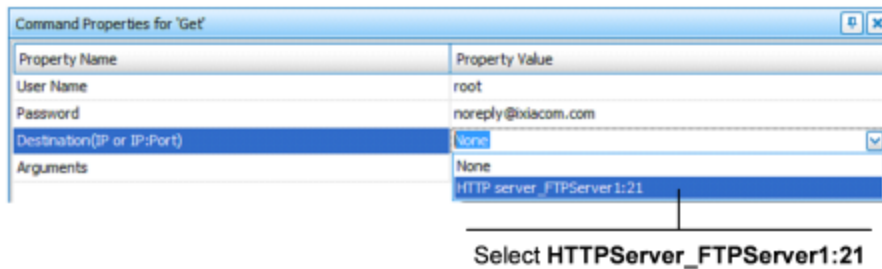 Command Properties for 'Get'
Property Name Property Value
User Name root
Password noreply@ixiacom.com
Destination(IP or IP:Port) None
Arguments None
HTTP server_FTPServer1:21
Select HTTPServer_FTPServer1:21